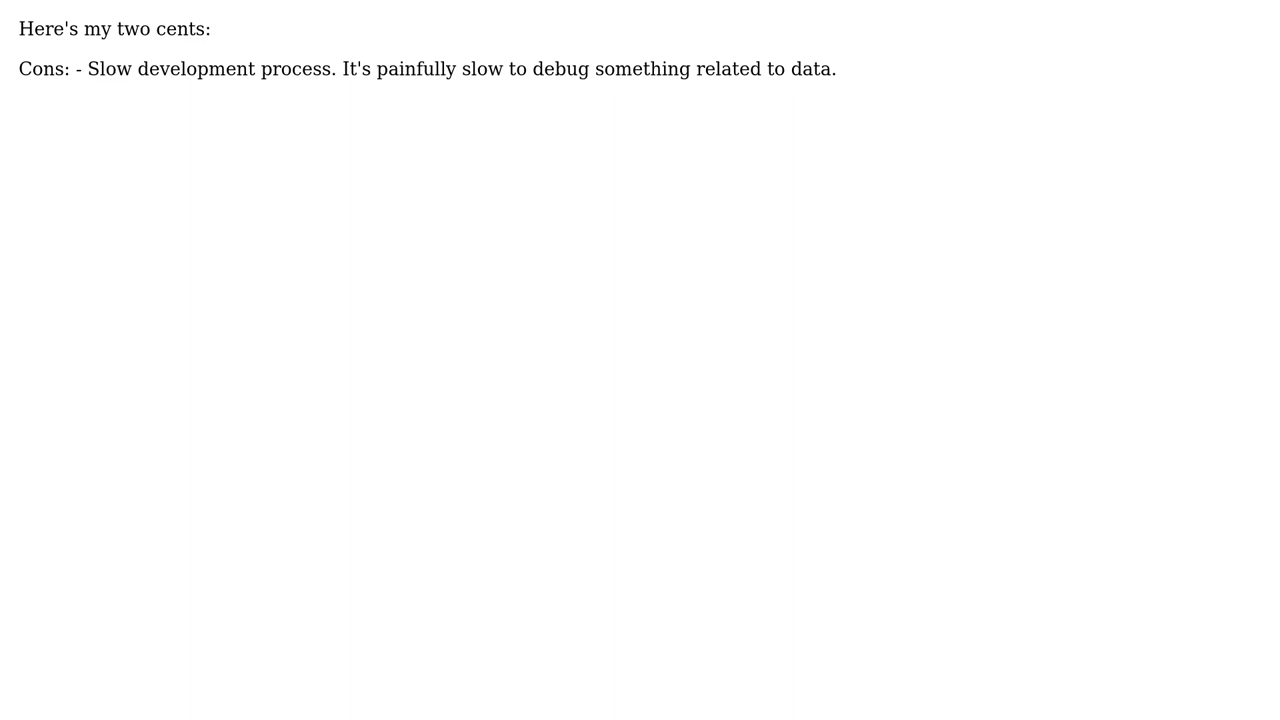 Here's my two cents:
Cons: - Slow development process. It's painfully slow to debug something related to data.